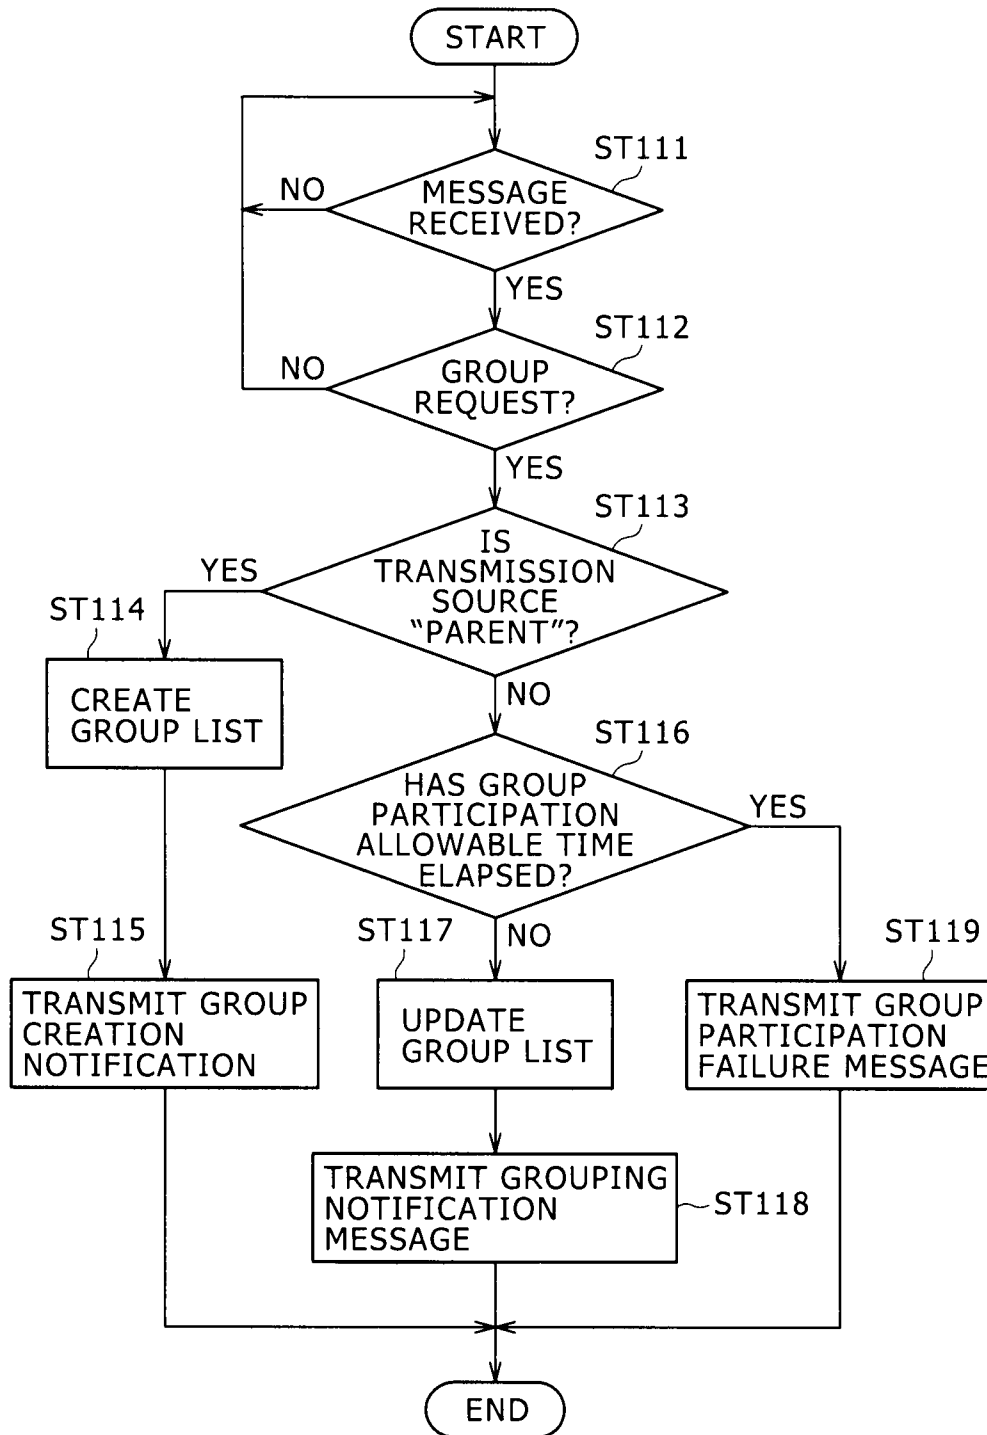 START
ST111
NO
MESSAGE
RECEIVED?
YES
ST112
NO
GROUP
REQUEST?
YES
ST113
YES
IS
TRANSMISSION
SOURCE
“PARENT”?
ST114
NO
CREATE
GROUP LIST
ST116
HAS GROUP
PARTICIPATION
ALLOWABLE TIME
ELAPSED?
YES
ST115
ST117
NO
ST119
TRANSMIT GROUP
CREATION
NOTIFICATION
UPDATE
GROUP LIST
TRANSMIT GROUP
PARTICIPATION
FAILURE MESSAGE
TRANSMIT GROUPING
NOTIFICATION
MESSAGE
ST118
END